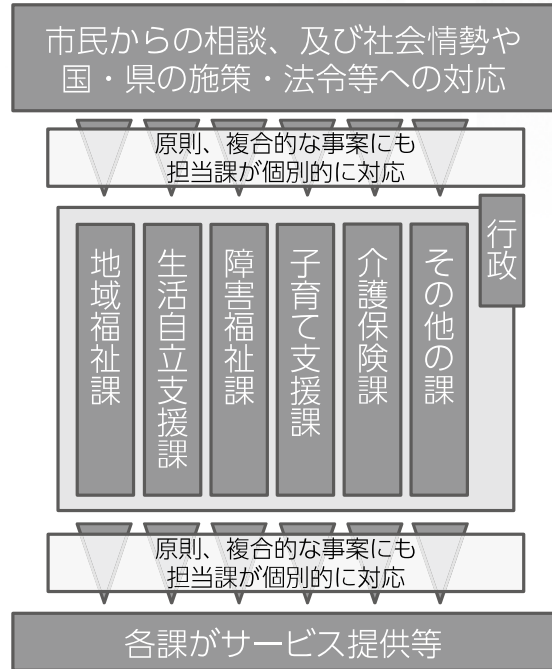 市民からの相談、及び社会情勢や
国・県の施策・法令等への対応
原則、複合的な事案にも
担当課が個別的に対応
行政
地域福祉課
生活自立支援課
障害福祉課
子育て支援課
介護保険課
その他の課
原則、複合的な事案にも
担当課が個別的に対応
各課がサービス提供等